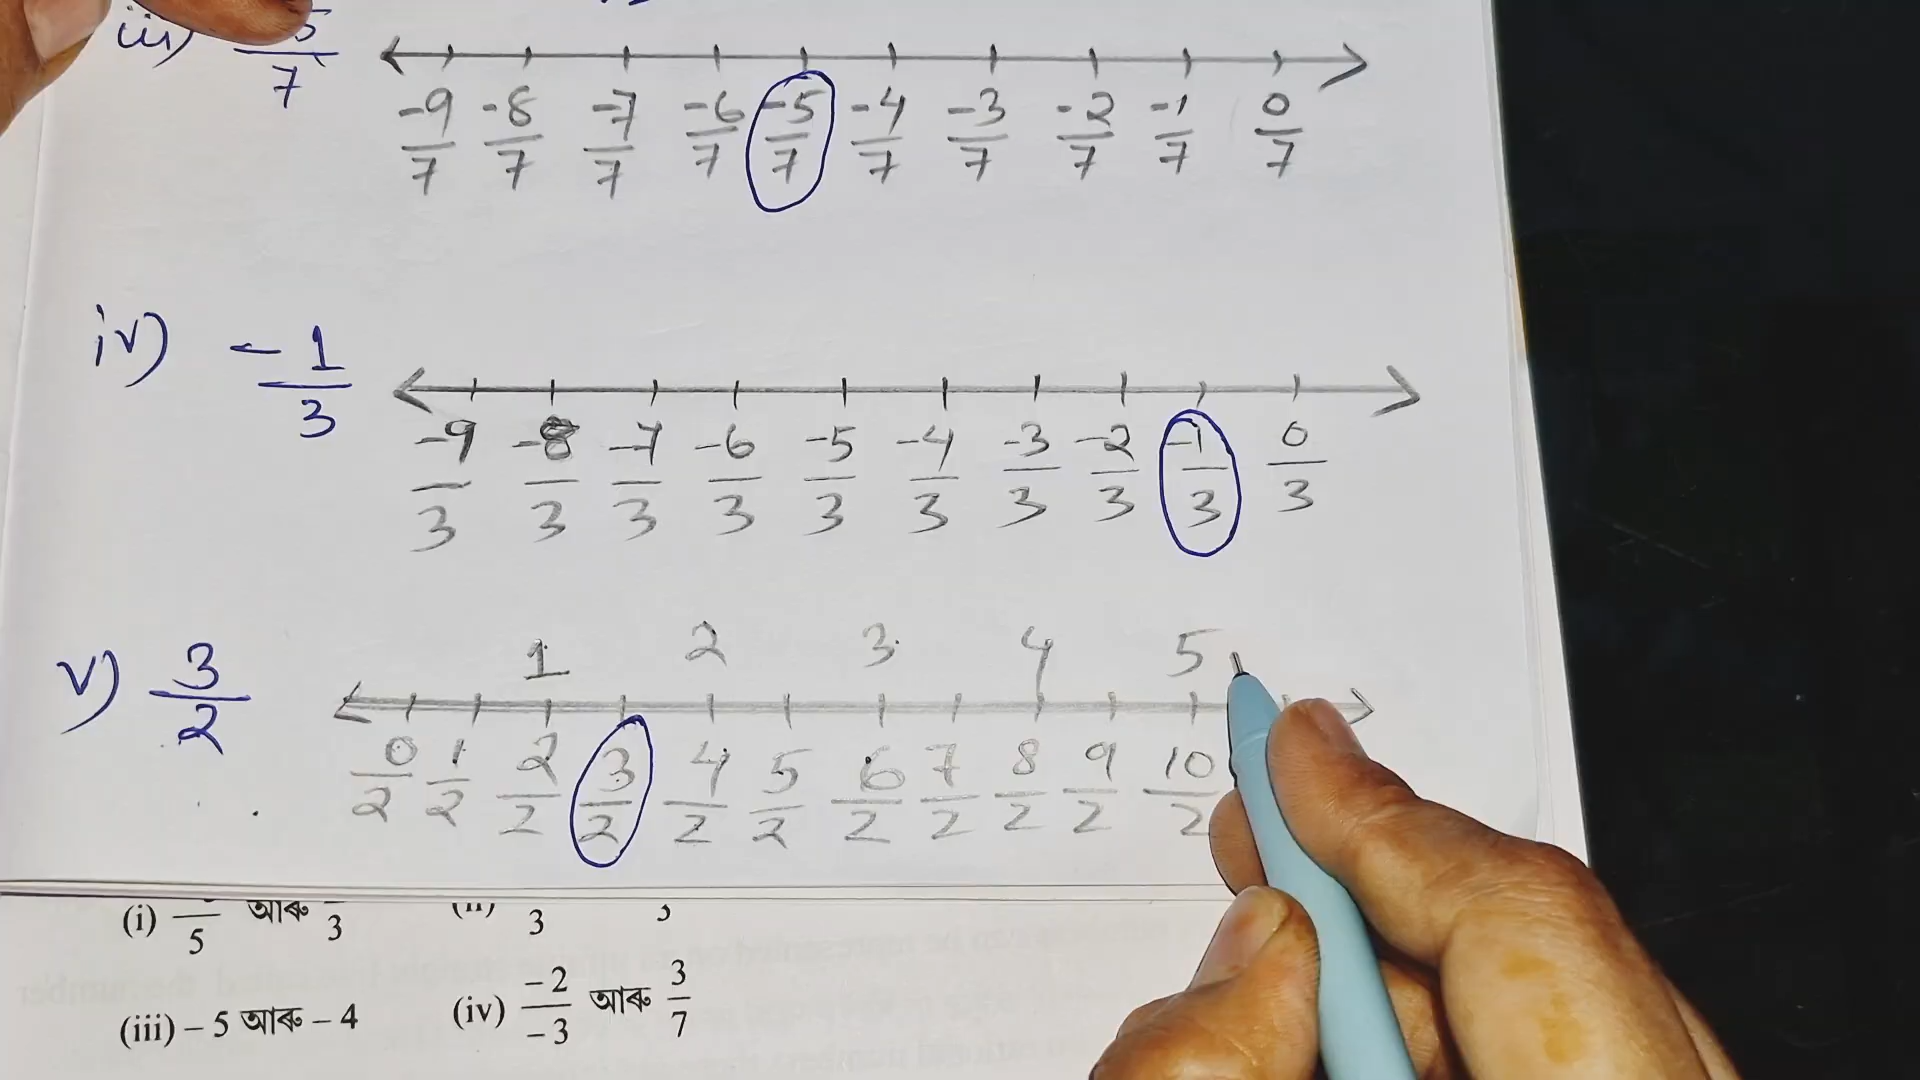 iii) -5/7
-9/7 -8/7 -7/7 -6/7 -5/7 -4/7 -3/7 -2/7 -1/7 0/7
iv) -1/3
-9/3 -8/3 -7/3 -6/3 -5/3 -4/3 -3/3 -2/3 -1/3 0/3
1 2 3 4 5
v) 3/2
0/2 1/2 2/2 3/2 4/2 5/2 6/2 7/2 8/2 9/2 10/2
(i) /5 আৰু /3 (ii) /3
(iii) – 5 আৰু – 4 (iv) -2/-3 আৰু 3/7